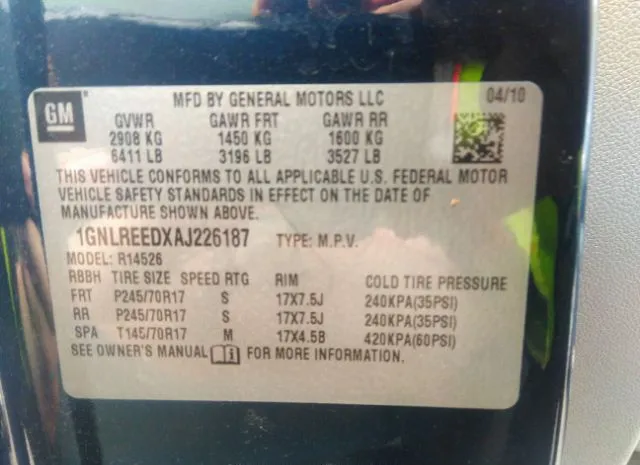 GM
MFD BY GENERAL MOTORS LLC 04/10
GVWR GAWR FRT GAWR RR
2908 KG 1450 KG 1600 KG
6411 LB 3196 LB 3527 LB
THIS VEHICLE CONFORMS TO ALL APPLICABLE U.S. FEDERAL MOTOR
VEHICLE SAFETY STANDARDS IN EFFECT ON THE DATE OF
MANUFACTURE SHOWN ABOVE.
1GNLREEDXAJ226187 TYPE: M.P.V.
MODEL: R14526
RBBH TIRE SIZE SPEED RTG RIM COLD TIRE PRESSURE
FRT P245/70R17 S 17X7.5J 240KPA(35PSI)
RR P245/70R17 S 17X7.5J 240KPA(35PSI)
SPA T145/70R17 M 17X4.5B 420KPA(60PSI)
SEE OWNER'S MANUAL i FOR MORE INFORMATION.